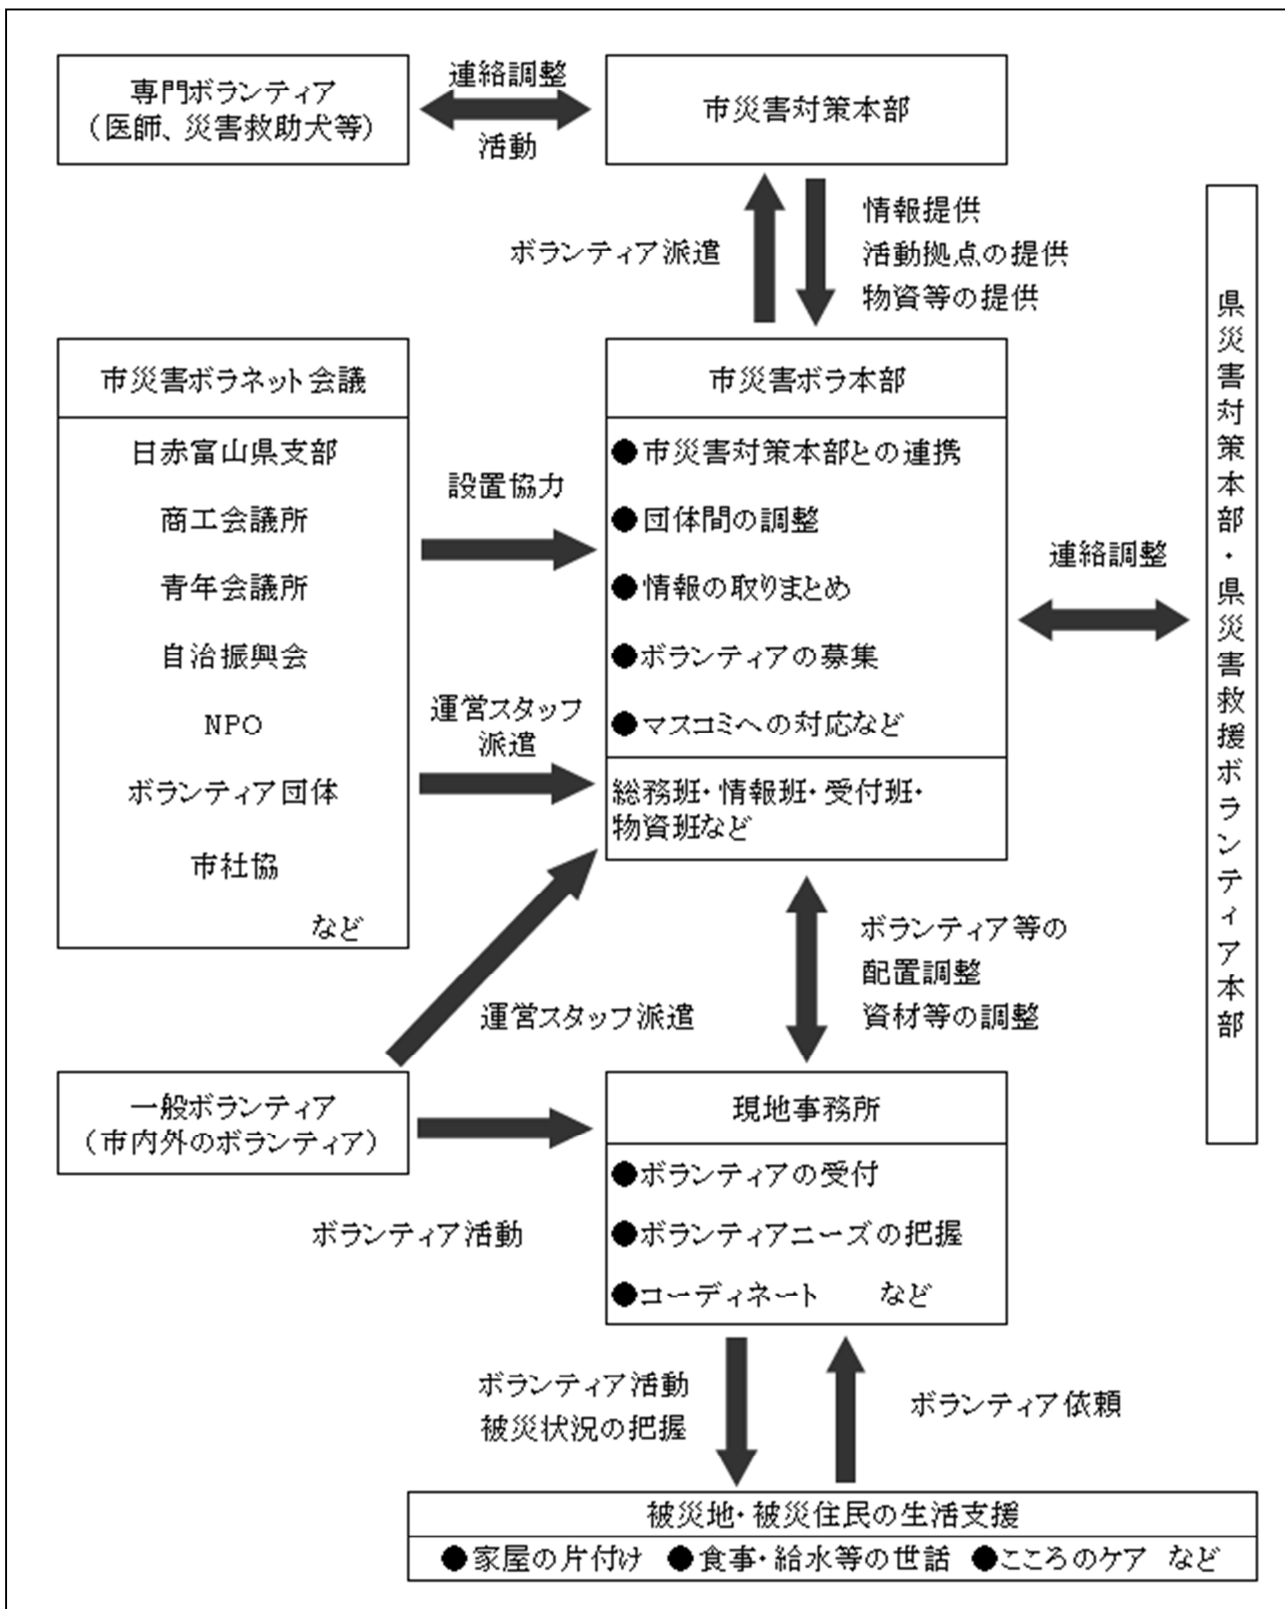 専門ボランティア
（医師、災害救助犬等）
連絡調整
活動
市災害対策本部
ボランティア派遣
情報提供
活動拠点の提供
物資等の提供
市災害ボラネット会議
日赤富山県支部
商工会議所
青年会議所
自治振興会
NPO
ボランティア団体
市社協
など
設置協力
運営スタッフ
派遣
市災害ボラ本部
●市災害対策本部との連携
●団体間の調整
●情報の取りまとめ
●ボランティアの募集
●マスコミへの対応など
総務班・情報班・受付班・
物資班など
連絡調整
県災害対策本部・県災害救援ボランティア本部
運営スタッフ派遣
ボランティア等の
配置調整
資材等の調整
一般ボランティア
（市内外のボランティア）
ボランティア活動
現地事務所
●ボランティアの受付
●ボランティアニーズの把握
●コーディネート　など
ボランティア活動
被災状況の把握
ボランティア依頼
被災地・被災住民の生活支援
●家屋の片付け　●食事・給水等の世話　●こころのケア　など